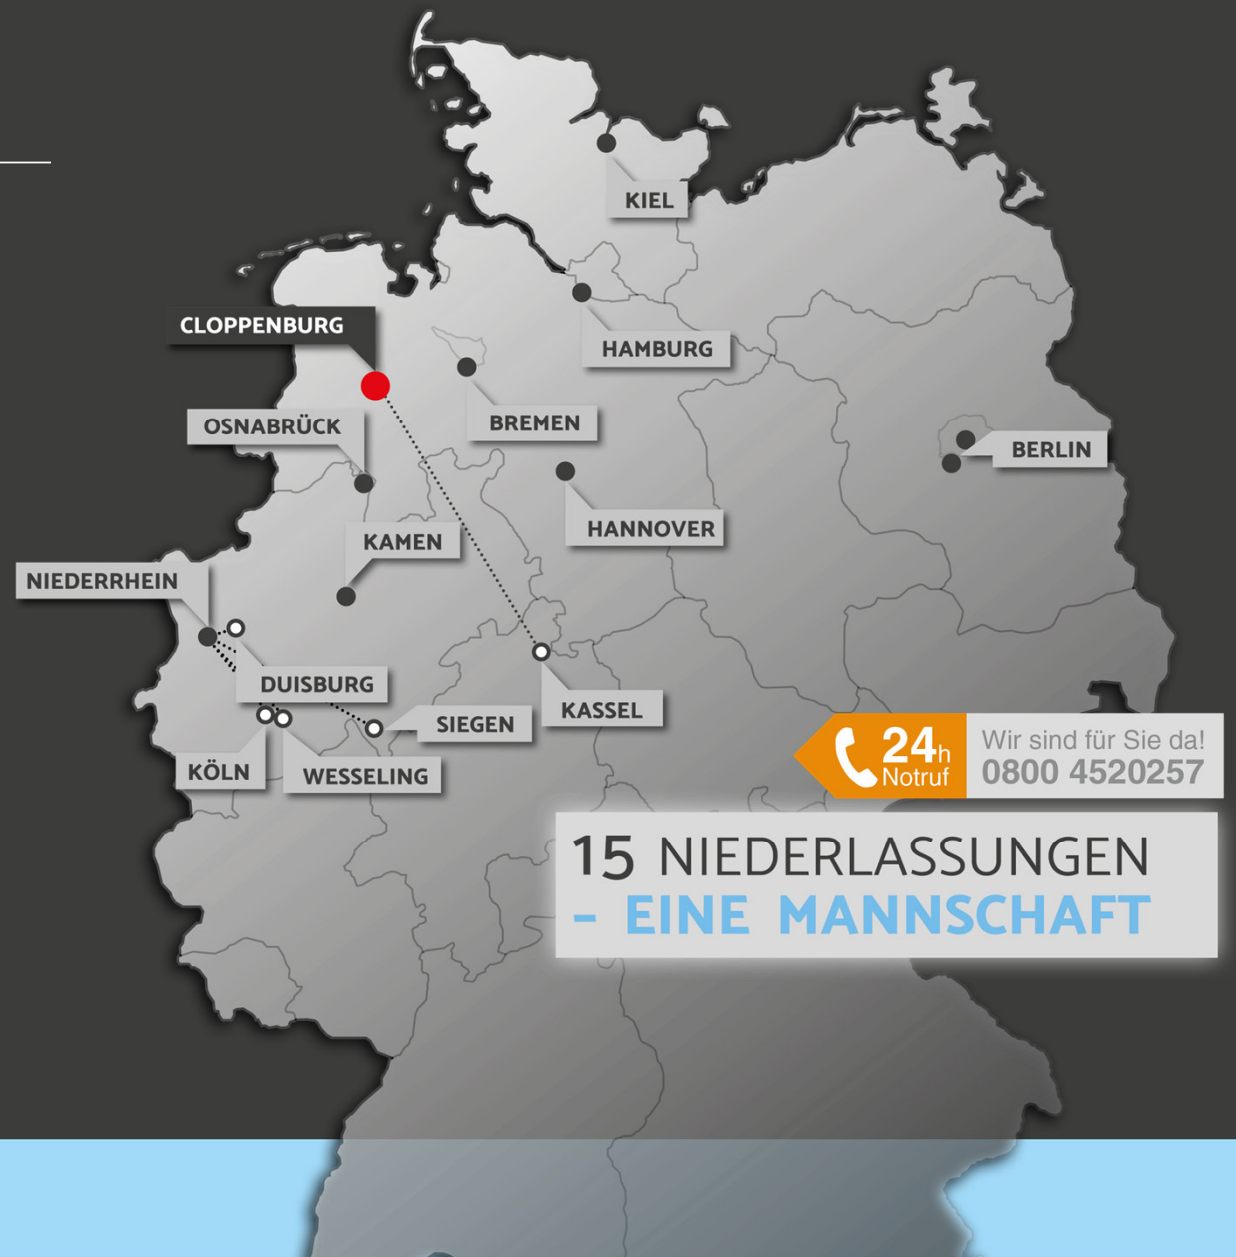 KIEL
CLOPPENBURG
HAMBURG
OSNABRÜCK
BREMEN
BERLIN
HANNOVER
KAMEN
NIEDERRHEIN
DUISBURG
SIEGEN
KASSEL
KÖLN
WESSELING
24h
Notruf
Wir sind für Sie da!
0800 4520257
15 NIEDERLASSUNGEN
– EINE MANNSCHAFT